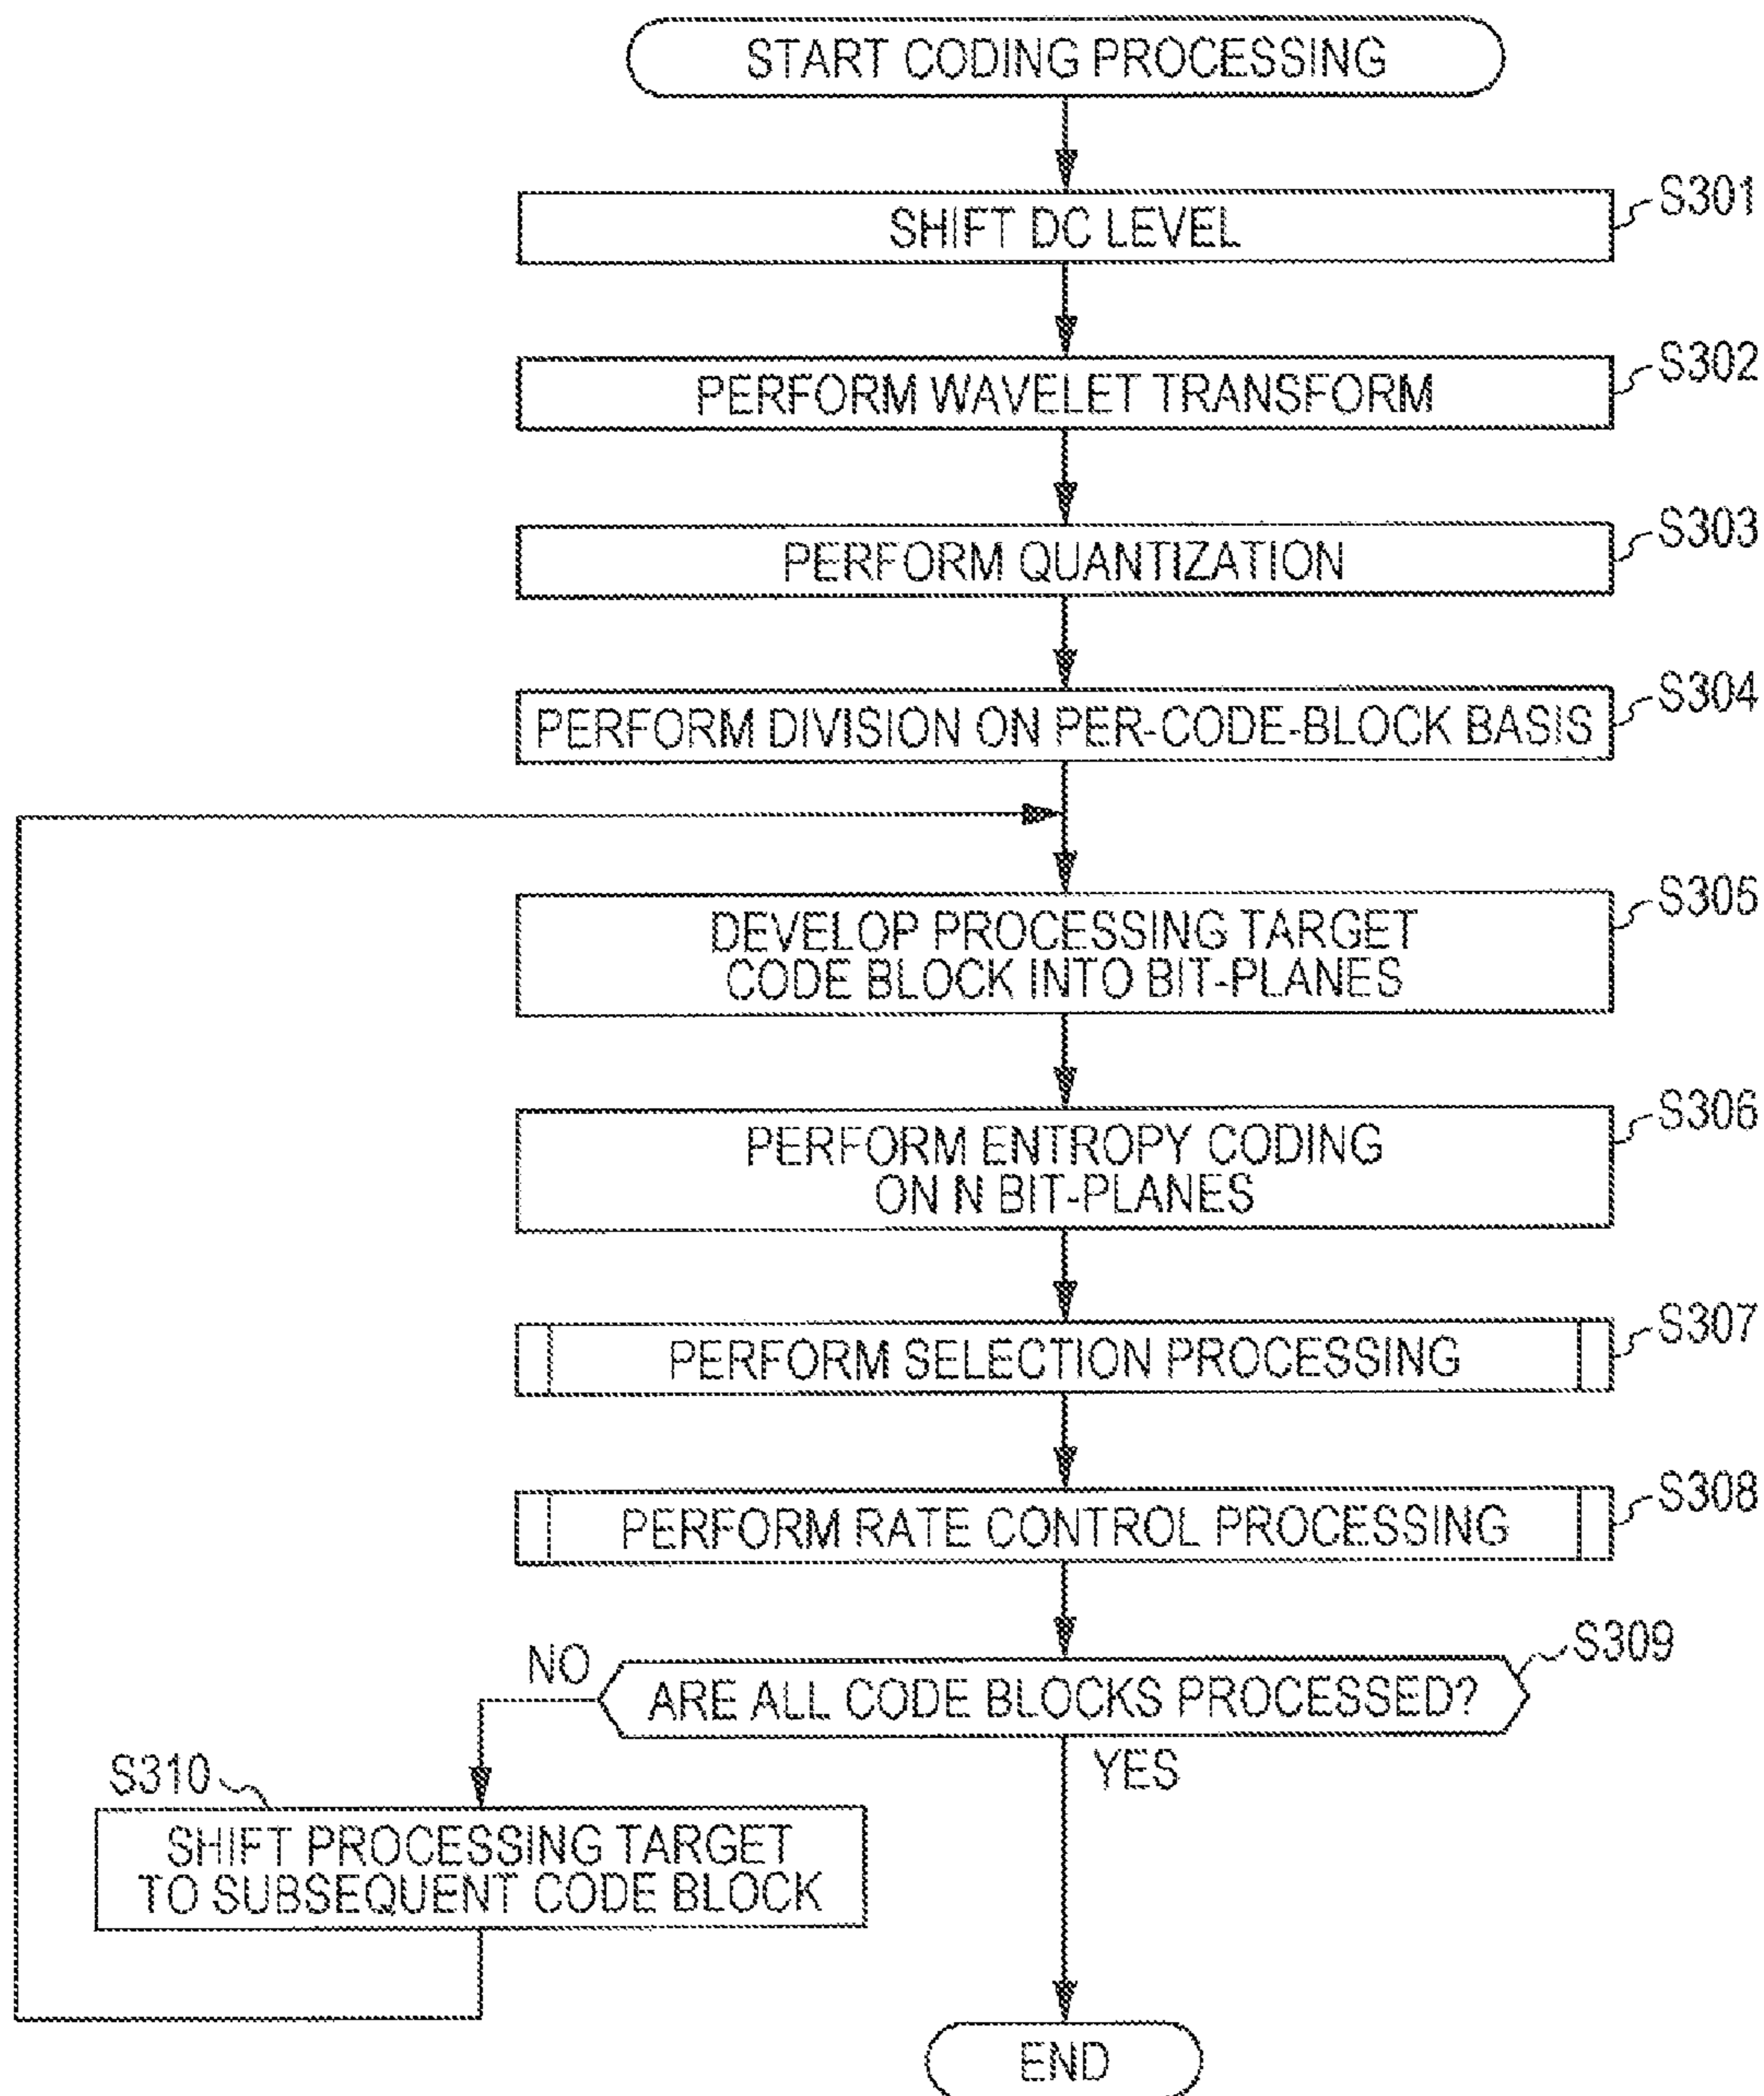 START CODING PROCESSING
SHIFT DC LEVEL
S301
PERFORM WAVELET TRANSFORM
S302
PERFORM QUANTIZATION
S303
PERFORM DIVISION ON PER-CODE-BLOCK BASIS
S304
DEVELOP PROCESSING TARGET
CODE BLOCK INTO BIT-PLANES
S305
PERFORM ENTROPY CODING
ON N BIT-PLANES
S306
PERFORM SELECTION PROCESSING
S307
PERFORM RATE CONTROL PROCESSING
S308
ARE ALL CODE BLOCKS PROCESSED?
S309
NO
YES
S310
SHIFT PROCESSING TARGET
TO SUBSEQUENT CODE BLOCK
END